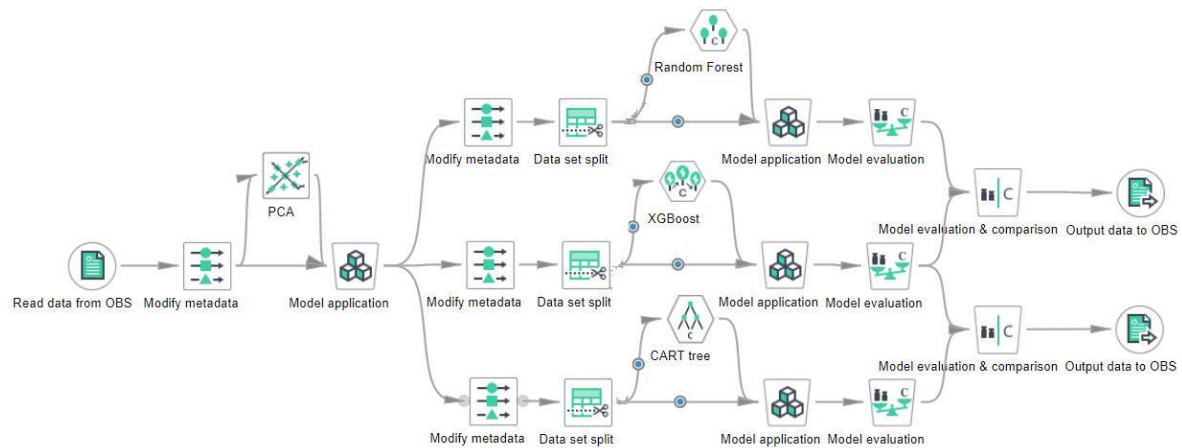 Random Forest
Modify metadata
Data set split
Model application
Model evaluation
PCA
XGBoost
Model evaluation & comparison
Output data to OBS
Read data from OBS
Modify metadata
Model application
Modify metadata
Data set split
Model application
Model evaluation
CART tree
Model evaluation & comparison
Output data to OBS
Modify metadata
Data set split
Model application
Model evaluation
C
C
C
C
C
C
C
C